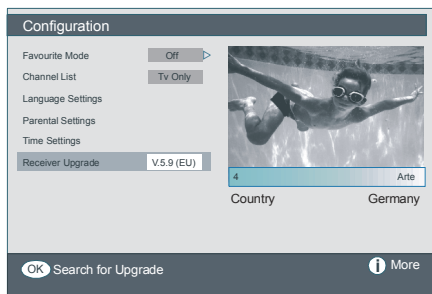 Configuration
Favourite Mode Off
Channel List Tv Only
Language Settings
Parental Settings
Time Settings
Receiver Upgrade V.5.9 (EU)
4 Arte
Country Germany
OK Search for Upgrade
i More